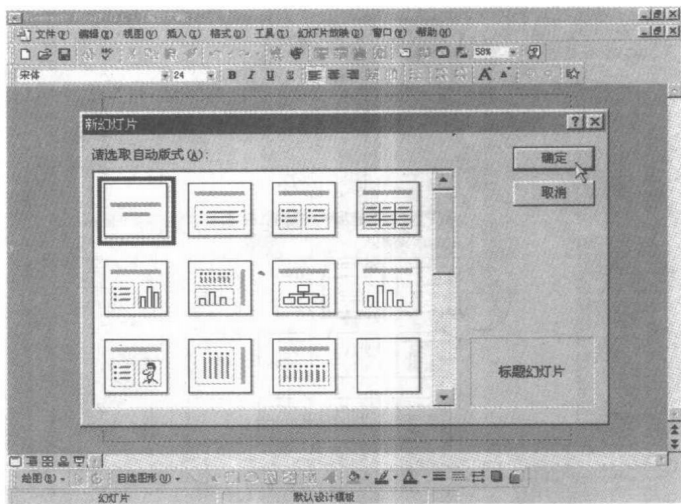 文件(F) 编辑(E) 视图(V) 插入(I) 格式(O) 工具(T) 幻灯片放映(D) 窗口(W) 帮助(H)
58%
宋体 24 B I U S A A
新幻灯片
请选取自动版式(A):
确定
取消
标题幻灯片
绘图(R) 自选图形(U) A
幻灯片 默认设计模板